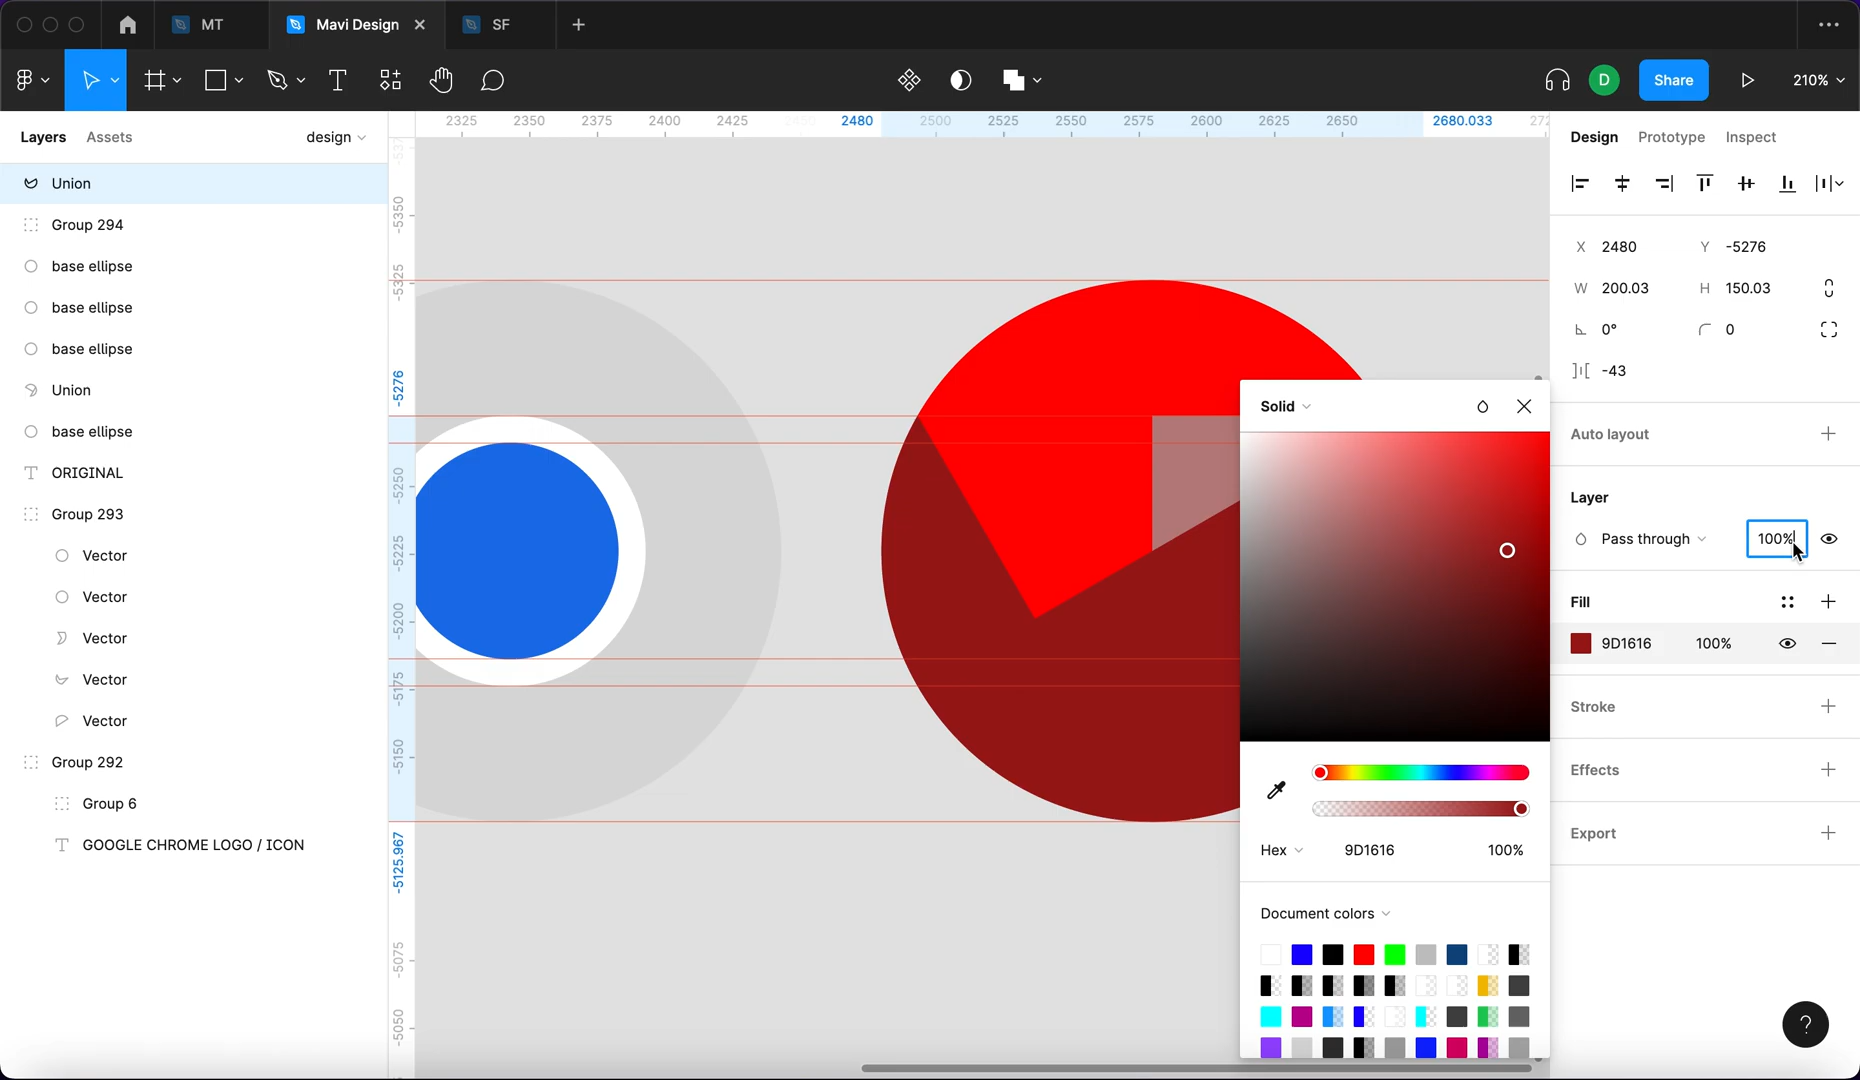 MT
Mavi Design
SF
D
Share
210%
Layers
Assets
design
2325
2350
2375
2400
2425
2480
2500
2525
2550
2575
2600
2625
2650
2680.033
Design
Prototype
Inspect
Union
Group 294
base ellipse
base ellipse
base ellipse
Union
base ellipse
ORIGINAL
Group 293
Vector
Vector
Vector
Vector
Vector
Group 292
Group 6
GOOGLE CHROME LOGO / ICON
-5350
-5325
-5276
-5250
-5225
-5200
-5175
-5150
-5125.967
-5075
-5050
X 2480
Y -5276
W 200.03
H 150.03
0°
0
-43
Auto layout
Layer
Pass through
100%
Fill
9D1616 100%
Stroke
Effects
Export
Solid
Hex
9D1616
100%
Document colors
?